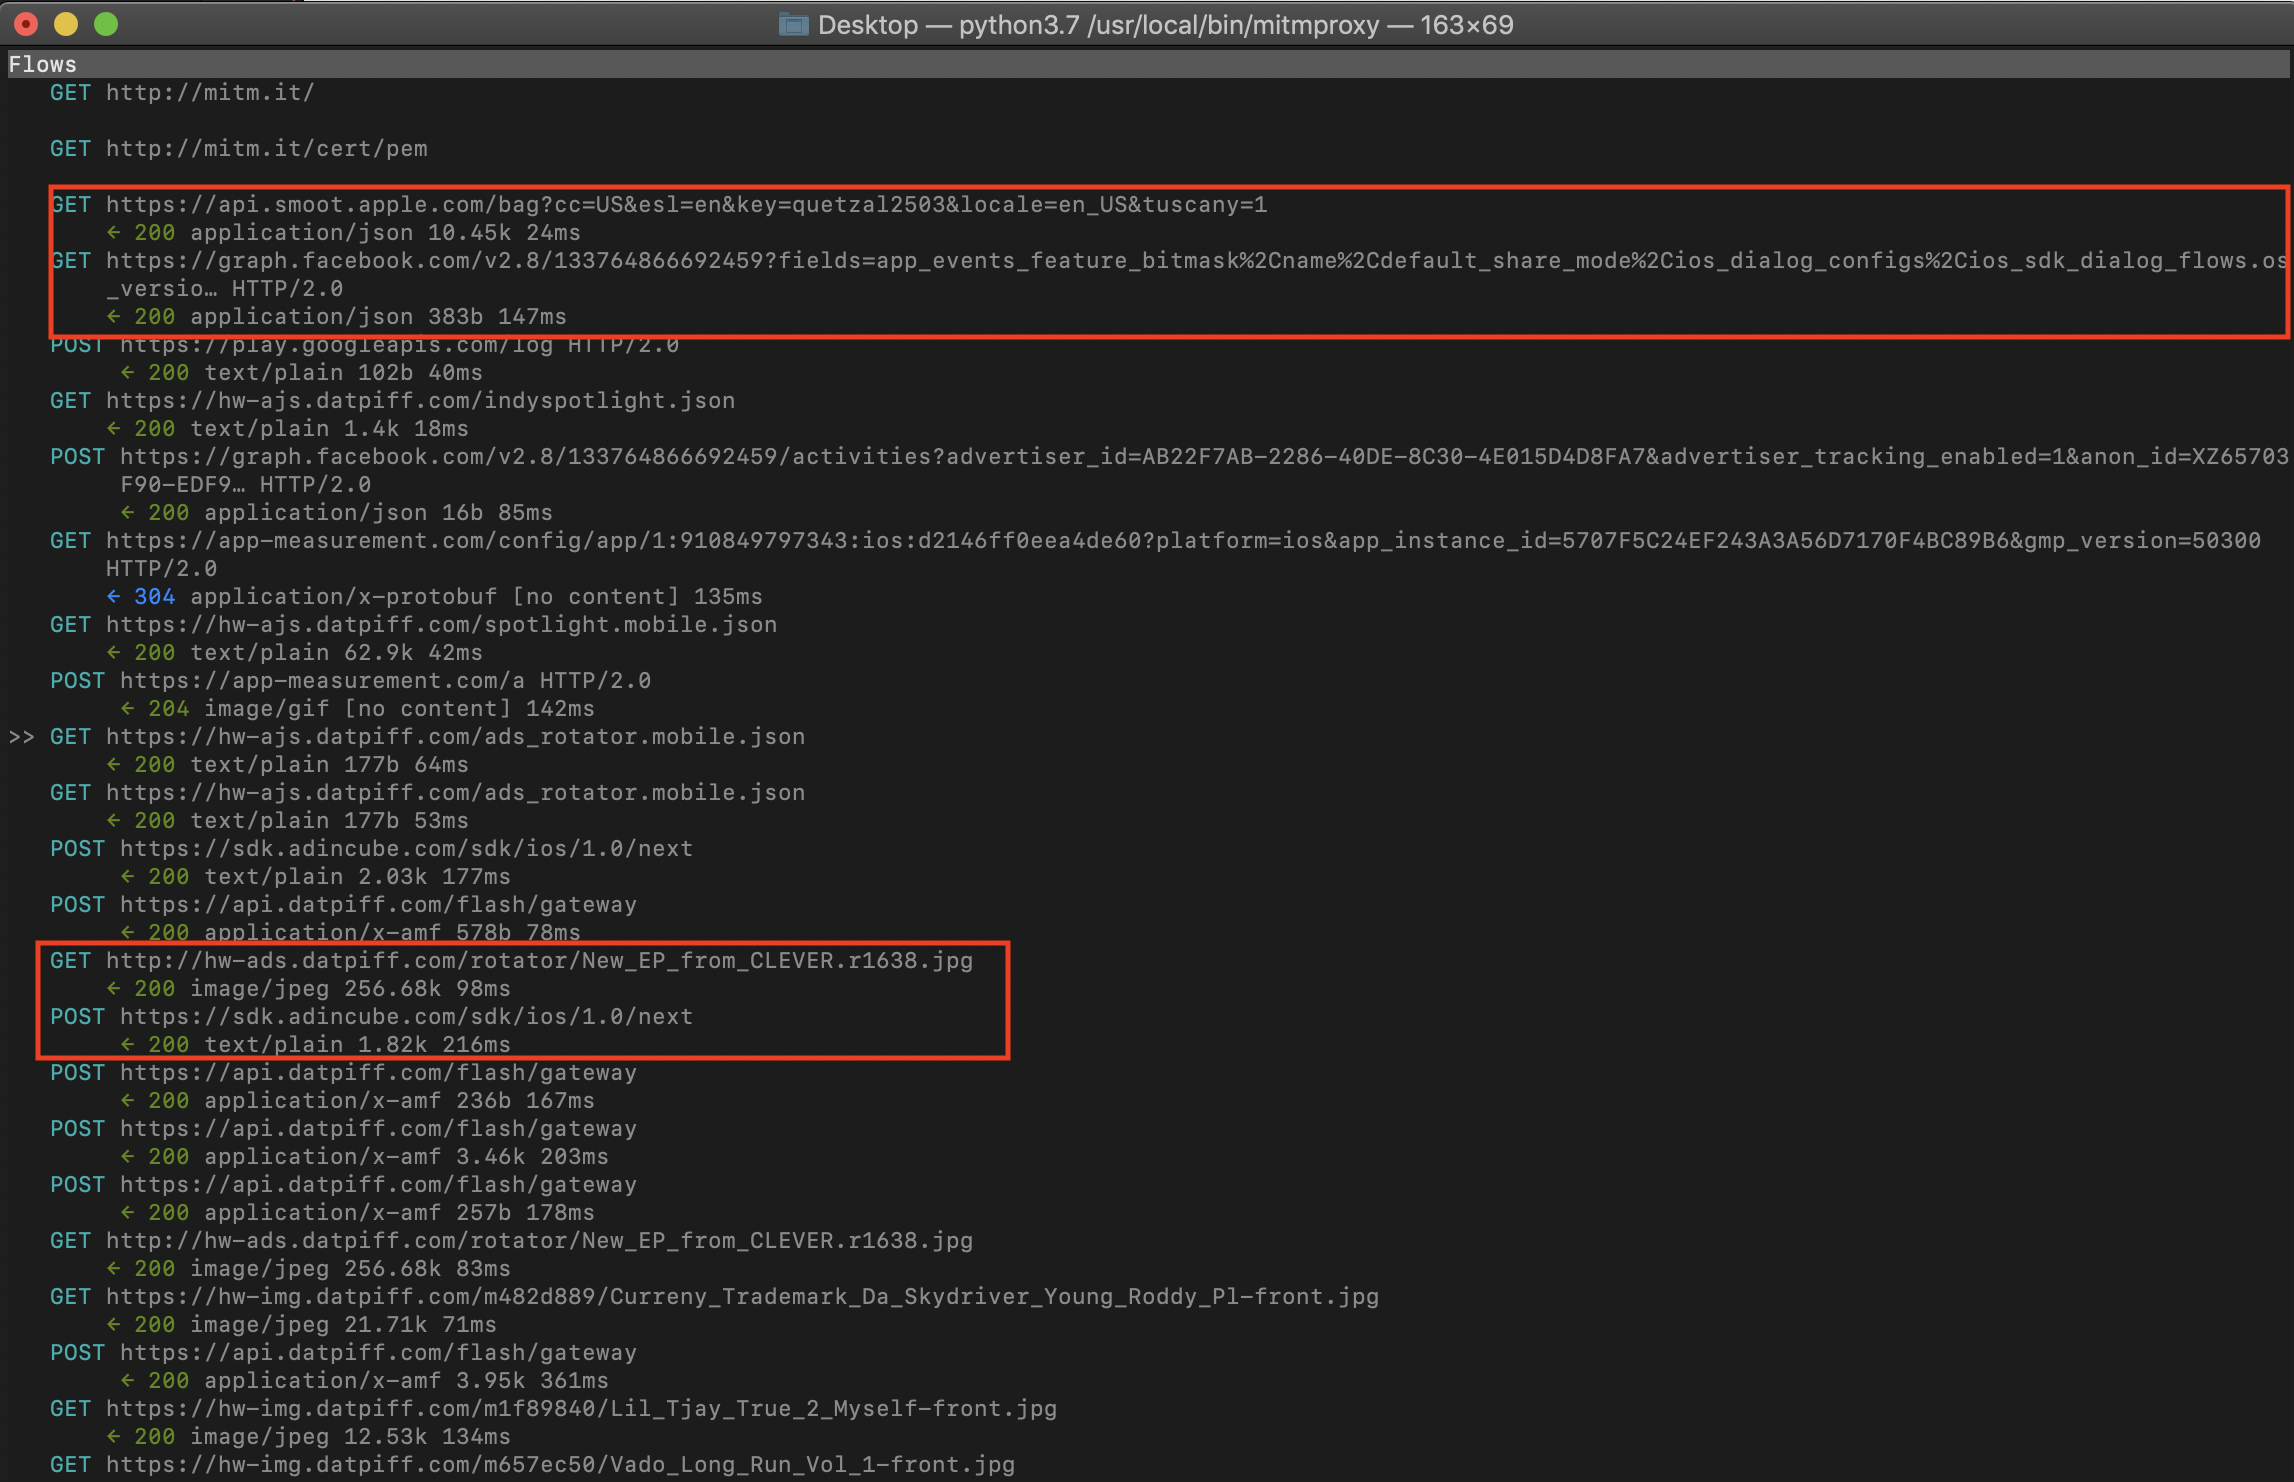 Desktop — python3.7 /usr/local/bin/mitmproxy — 163×69
Flows
GET http://mitm.it/
GET http://mitm.it/cert/pem
GET https://api.smoot.apple.com/bag?cc=US&esl=en&key=quetzal2503&locale=en_US&tuscany=1
← 200 application/json 10.45k 24ms
GET https://graph.facebook.com/v2.8/133764866692459?fields=app_events_feature_bitmask%2Cname%2Cdefault_share_mode%2Cios_dialog_configs%2Cios_sdk_dialog_flows.os
_versio… HTTP/2.0
← 200 application/json 383b 147ms
POST https://play.googleapis.com/log HTTP/2.0
← 200 text/plain 102b 40ms
GET https://hw-ajs.datpiff.com/indyspotlight.json
← 200 text/plain 1.4k 18ms
POST https://graph.facebook.com/v2.8/133764866692459/activities?advertiser_id=AB22F7AB-2286-40DE-8C30-4E015D4D8FA7&advertiser_tracking_enabled=1&anon_id=XZ65703
F90-EDF9… HTTP/2.0
← 200 application/json 16b 85ms
GET https://app-measurement.com/config/app/1:910849797343:ios:d2146ff0eea4de60?platform=ios&app_instance_id=5707F5C24EF243A3A56D7170F4BC89B6&gmp_version=50300
HTTP/2.0
← 304 application/x-protobuf [no content] 135ms
GET https://hw-ajs.datpiff.com/spotlight.mobile.json
← 200 text/plain 62.9k 42ms
POST https://app-measurement.com/a HTTP/2.0
← 204 image/gif [no content] 142ms
>> GET https://hw-ajs.datpiff.com/ads_rotator.mobile.json
← 200 text/plain 177b 64ms
GET https://hw-ajs.datpiff.com/ads_rotator.mobile.json
← 200 text/plain 177b 53ms
POST https://sdk.adincube.com/sdk/ios/1.0/next
← 200 text/plain 2.03k 177ms
POST https://api.datpiff.com/flash/gateway
← 200 application/x-amf 578b 78ms
GET http://hw-ads.datpiff.com/rotator/New_EP_from_CLEVER.r1638.jpg
← 200 image/jpeg 256.68k 98ms
POST https://sdk.adincube.com/sdk/ios/1.0/next
← 200 text/plain 1.82k 216ms
POST https://api.datpiff.com/flash/gateway
← 200 application/x-amf 236b 167ms
POST https://api.datpiff.com/flash/gateway
← 200 application/x-amf 3.46k 203ms
POST https://api.datpiff.com/flash/gateway
← 200 application/x-amf 257b 178ms
GET http://hw-ads.datpiff.com/rotator/New_EP_from_CLEVER.r1638.jpg
← 200 image/jpeg 256.68k 83ms
GET https://hw-img.datpiff.com/m482d889/Curreny_Trademark_Da_Skydriver_Young_Roddy_Pl-front.jpg
← 200 image/jpeg 21.71k 71ms
POST https://api.datpiff.com/flash/gateway
← 200 application/x-amf 3.95k 361ms
GET https://hw-img.datpiff.com/m1f89840/Lil_Tjay_True_2_Myself-front.jpg
← 200 image/jpeg 12.53k 134ms
GET https://hw-img.datpiff.com/m657ec50/Vado_Long_Run_Vol_1-front.jpg